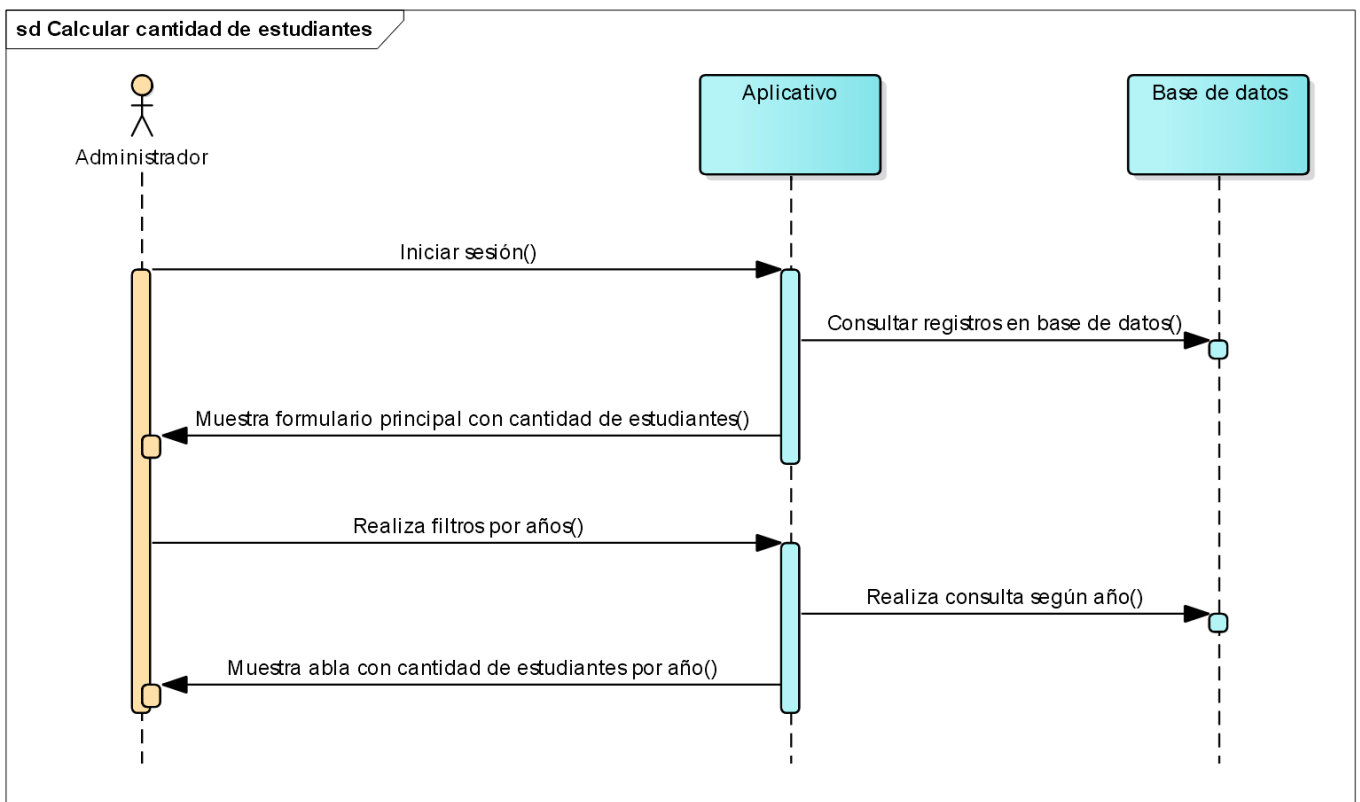 sd Calcular cantidad de estudiantes
Administrador
Aplicativo
Base de datos
Iniciar sesión()
Consultar registros en base de datos()
Muestra formulario principal con cantidad de estudiantes()
Realiza filtros por años()
Realiza consulta según año()
Muestra abla con cantidad de estudiantes por año()